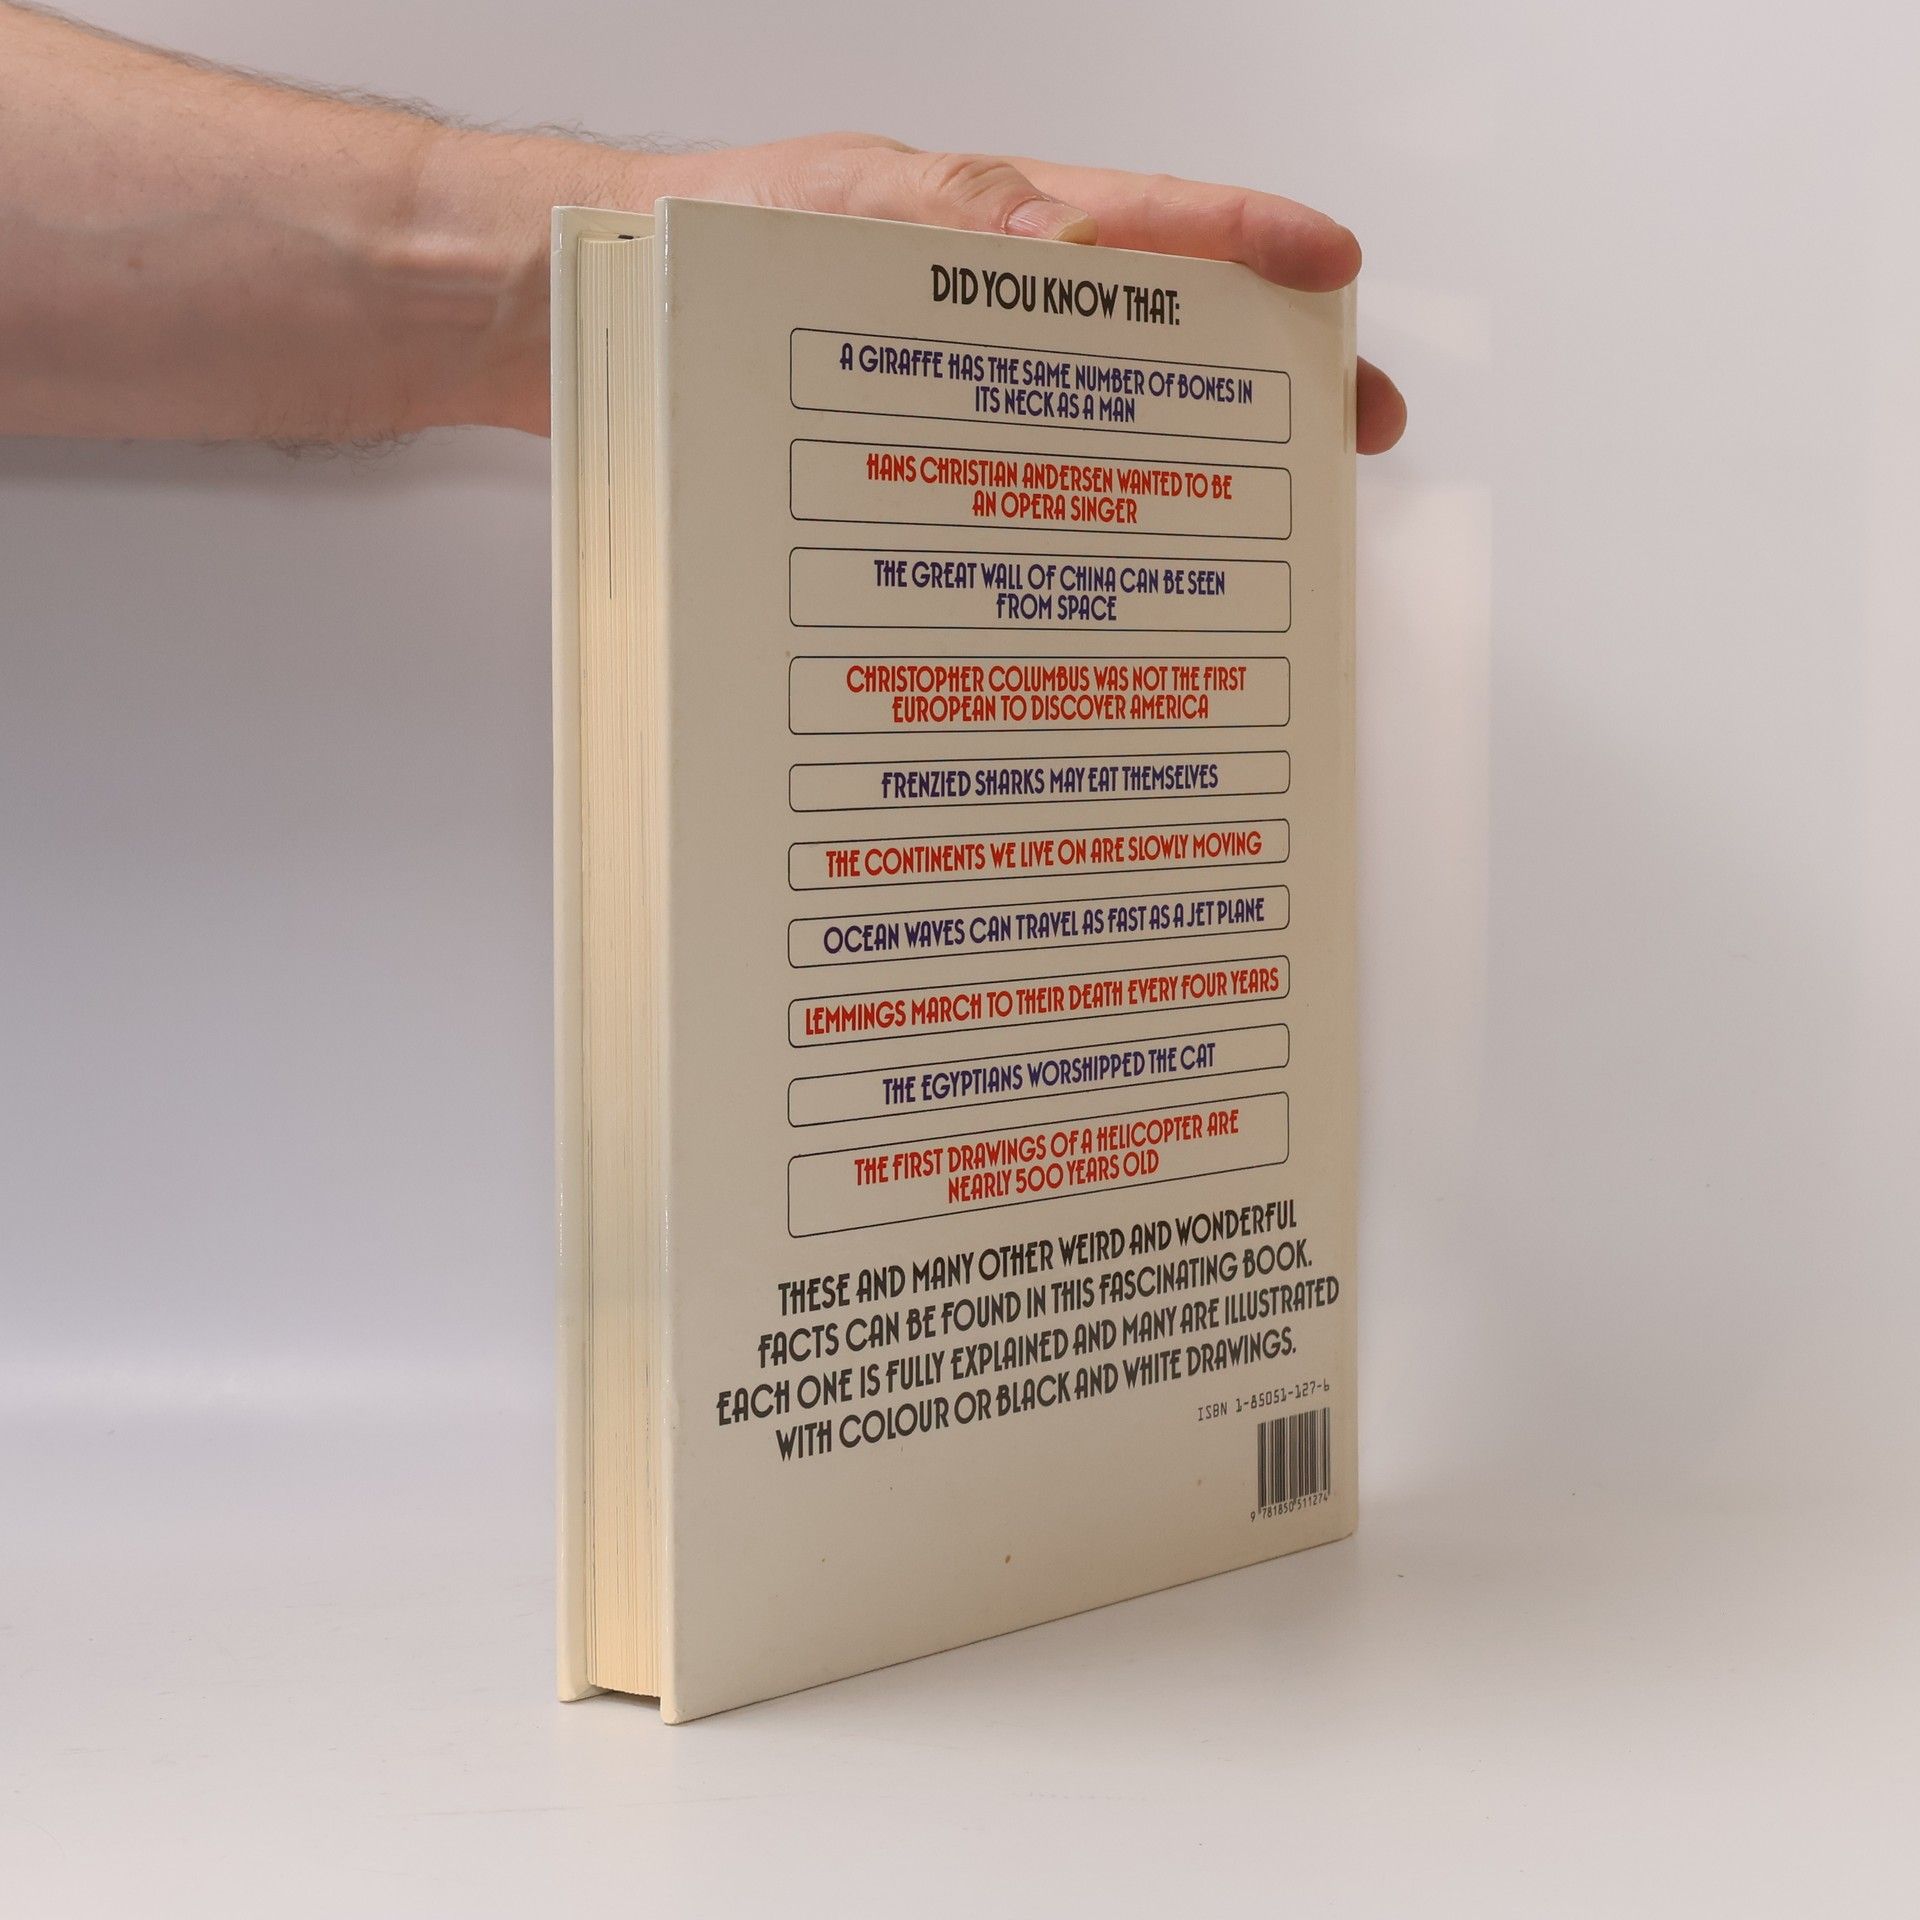 DID YOU KNOW THAT:
A GIRAFFE HAS THE SAME NUMBER OF BONES IN
ITS NECK AS A MAN
HANS CHRISTIAN ANDERSEN WANTED TO BE
AN OPERA SINGER
THE GREAT WALL OF CHINA CAN BE SEEN
FROM SPACE
CHRISTOPHER COLUMBUS WAS NOT THE FIRST
EUROPEAN TO DISCOVER AMERICA
FRENZIED SHARKS MAY EAT THEMSELVES
THE CONTINENTS WE LIVE ON ARE SLOWLY MOVING
OCEAN WAVES CAN TRAVEL AS FAST AS A JET PLANE
LEMMINGS MARCH TO THEIR DEATH EVERY FOUR YEARS
THE EGYPTIANS WORSHIPPED THE CAT
THE FIRST DRAWINGS OF A HELICOPTER ARE
NEARLY 500 YEARS OLD
THESE AND MANY OTHER WEIRD AND WONDERFUL
FACTS CAN BE FOUND IN THIS FASCINATING BOOK.
EACH ONE IS FULLY EXPLAINED AND MANY ARE ILLUSTRATED
WITH COLOUR OR BLACK AND WHITE DRAWINGS.
ISBN 1-85051-127-6
9 781850 511274